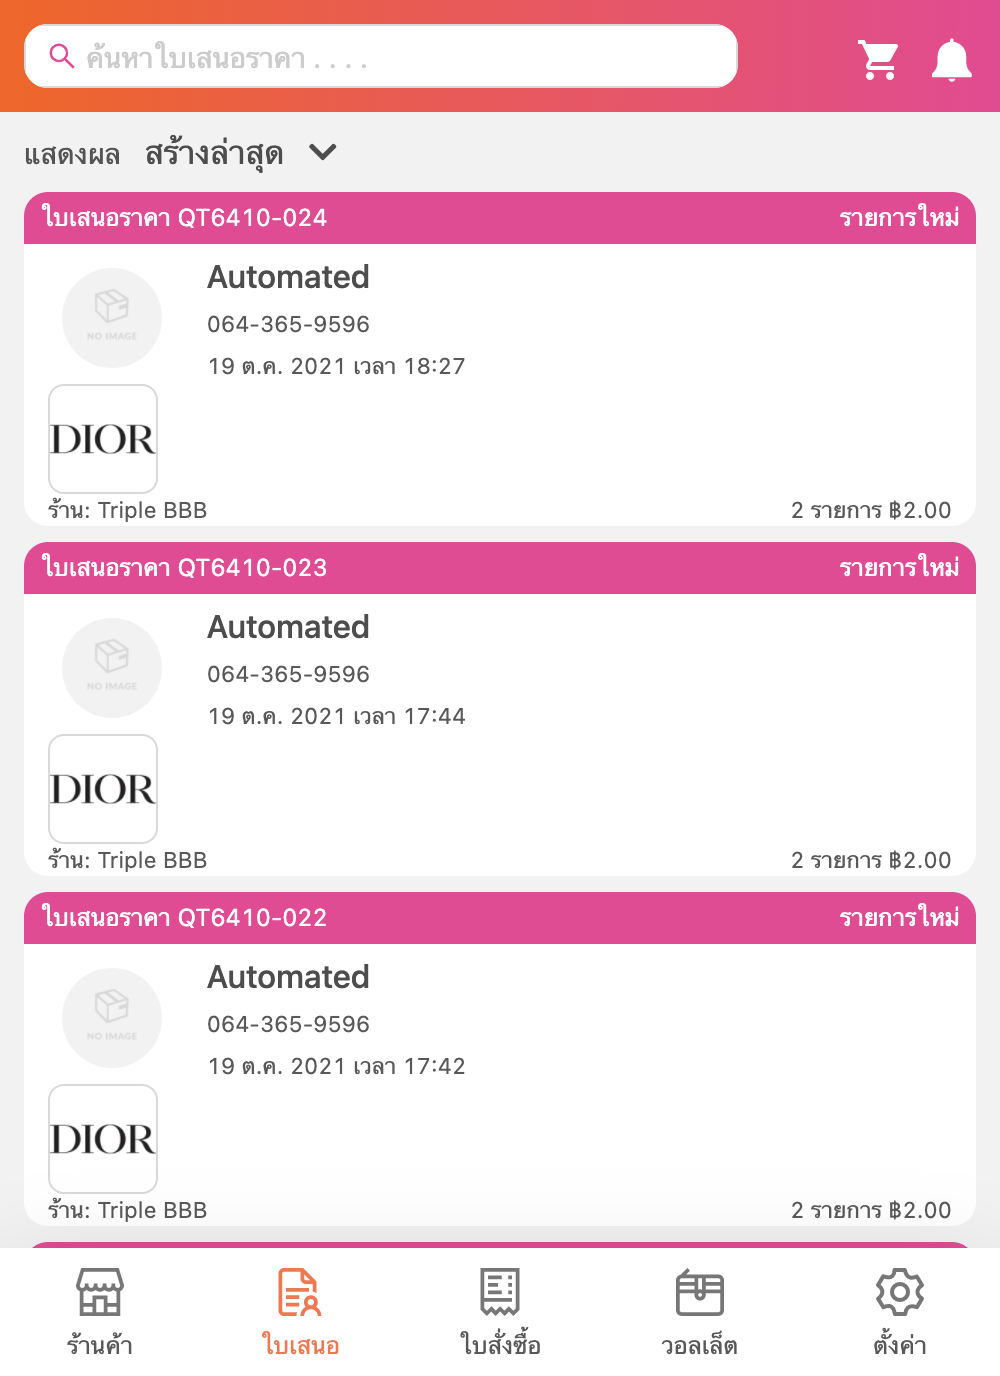 ค้นหาใบเสนอราคา . . . .
แสดงผล สร้างล่าสุด
ใบเสนอราคา QT6410-024 รายการใหม่
Automated
NO IMAGE
064-365-9596
19 ต.ค. 2021 เวลา 18:27
DIOR
ร้าน: Triple BBB 2 รายการ ฿2.00
ใบเสนอราคา QT6410-023 รายการใหม่
Automated
NO IMAGE
064-365-9596
19 ต.ค. 2021 เวลา 17:44
DIOR
ร้าน: Triple BBB 2 รายการ ฿2.00
ใบเสนอราคา QT6410-022 รายการใหม่
Automated
NO IMAGE
064-365-9596
19 ต.ค. 2021 เวลา 17:42
DIOR
ร้าน: Triple BBB 2 รายการ ฿2.00
ร้านค้า ใบเสนอ ใบสั่งซื้อ วอลเล็ต ตั้งค่า